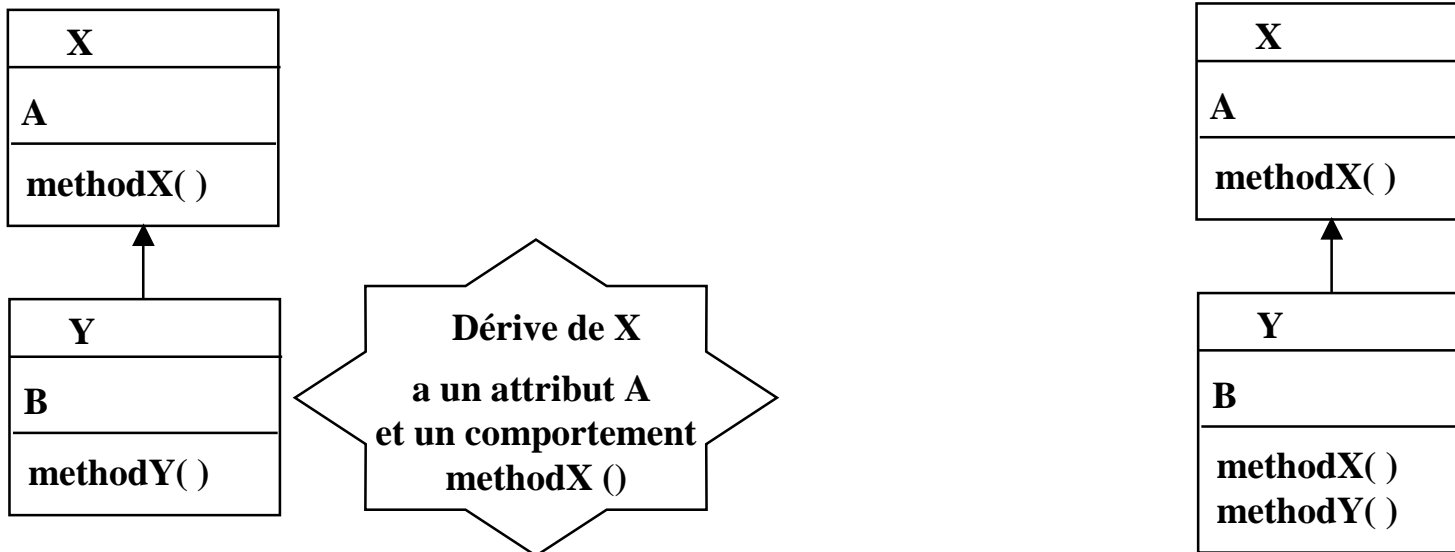 X
A
methodX( )
Y
B
methodY( )
Dérive de X
a un attribut A
et un comportement
methodX ()
X
A
methodX( )
Y
B
methodX( )
methodY( )